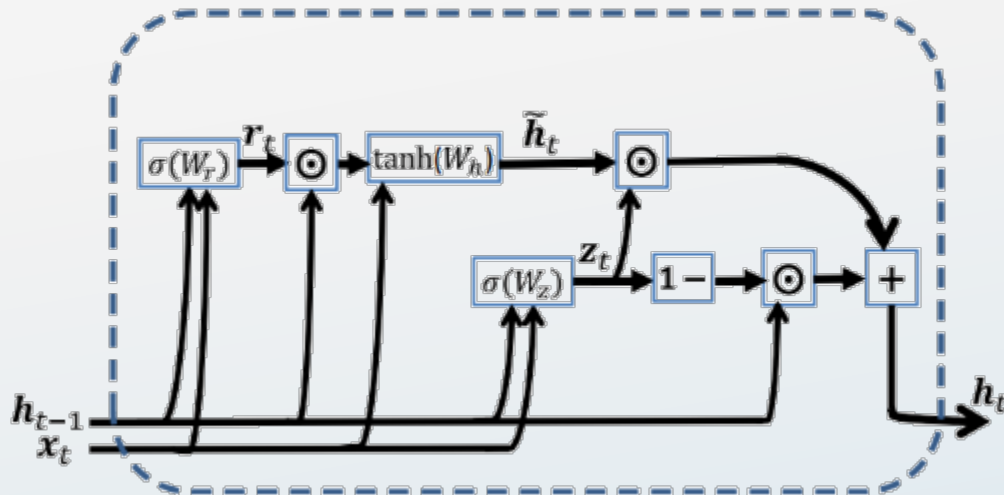 r_t
h̃_t
σ(W_r) ⊙ tanh(W_h) ⊙
z_t
σ(W_z) 1− ⊙ +
h_{t−1}
h_t
x_t